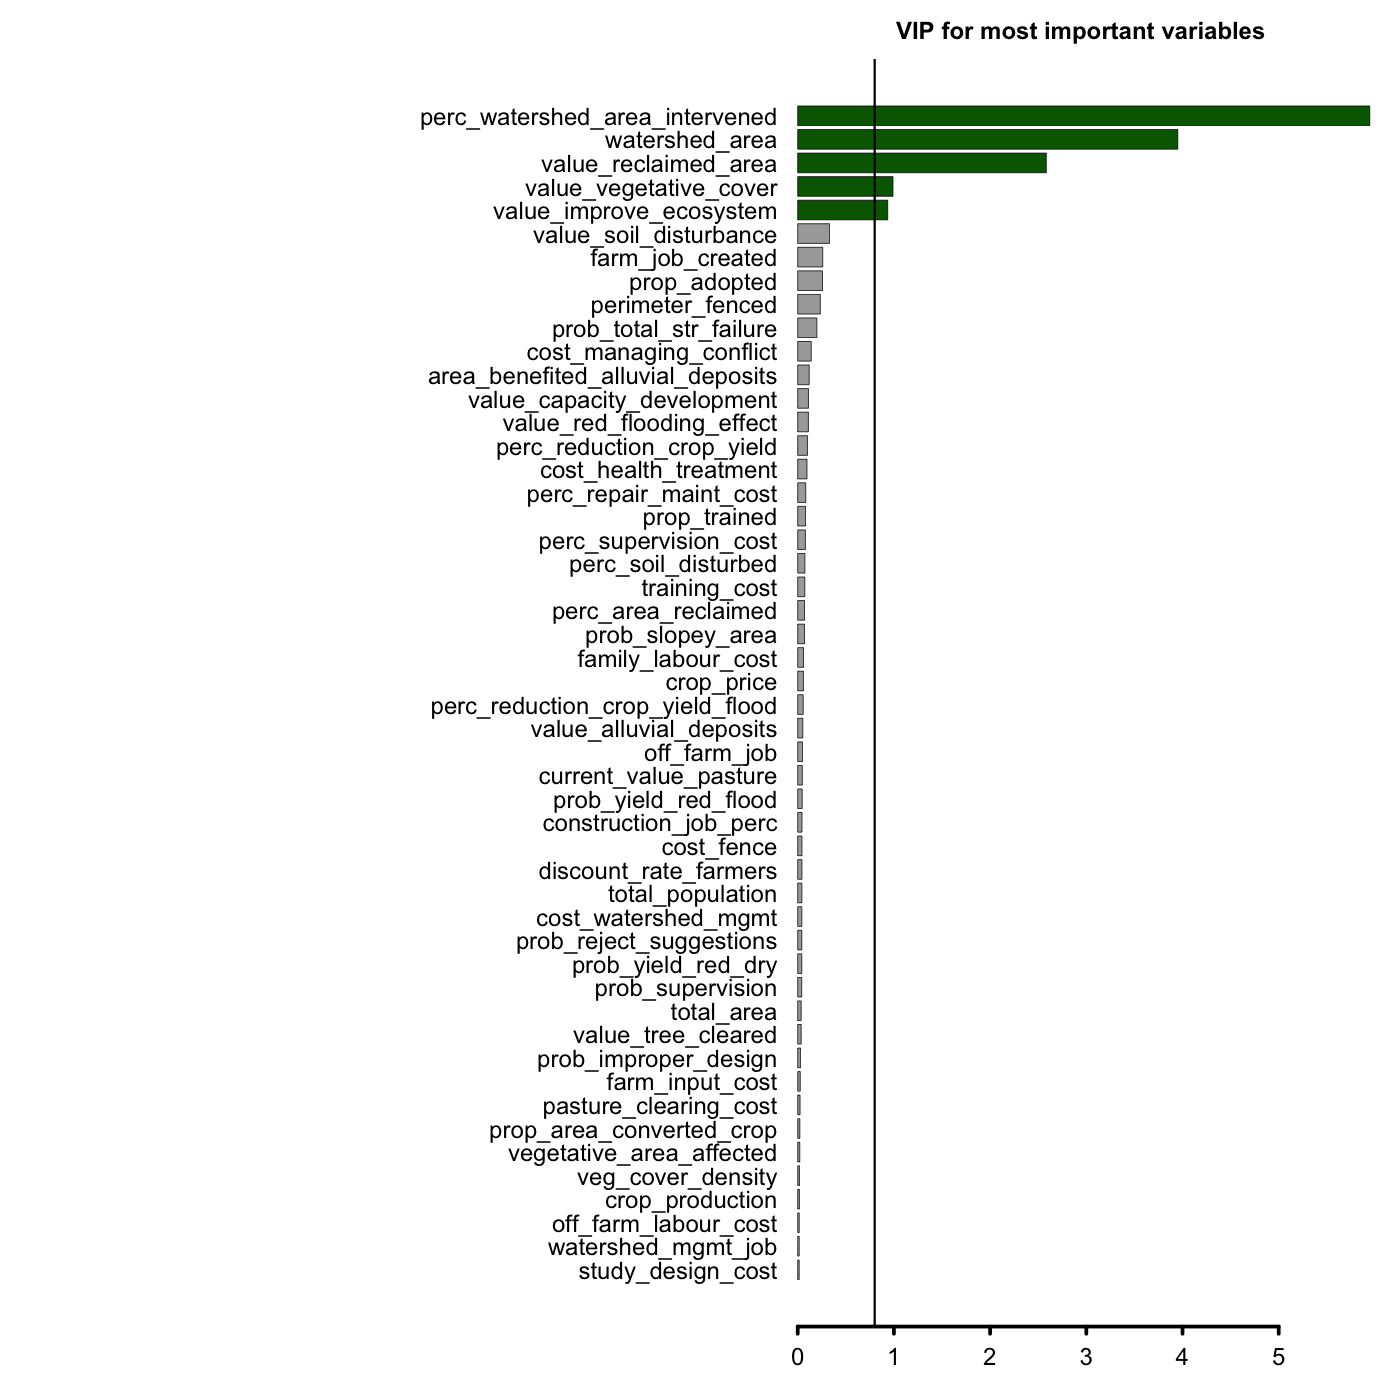 VIP for most important variables
perc_watershed_area_intervened
watershed_area
value_reclaimed_area
value_vegetative_cover
value_improve_ecosystem
value_soil_disturbance
farm_job_created
prop_adopted
perimeter_fenced
prob_total_str_failure
cost_managing_conflict
area_benefited_alluvial_deposits
value_capacity_development
value_red_flooding_effect
perc_reduction_crop_yield
cost_health_treatment
perc_repair_maint_cost
prop_trained
perc_supervision_cost
perc_soil_disturbed
training_cost
perc_area_reclaimed
prob_slopey_area
family_labour_cost
crop_price
perc_reduction_crop_yield_flood
value_alluvial_deposits
off_farm_job
current_value_pasture
prob_yield_red_flood
construction_job_perc
cost_fence
discount_rate_farmers
total_population
cost_watershed_mgmt
prob_reject_suggestions
prob_yield_red_dry
prob_supervision
total_area
value_tree_cleared
prob_improper_design
farm_input_cost
pasture_clearing_cost
prop_area_converted_crop
vegetative_area_affected
veg_cover_density
crop_production
off_farm_labour_cost
watershed_mgmt_job
study_design_cost
0 1 2 3 4 5